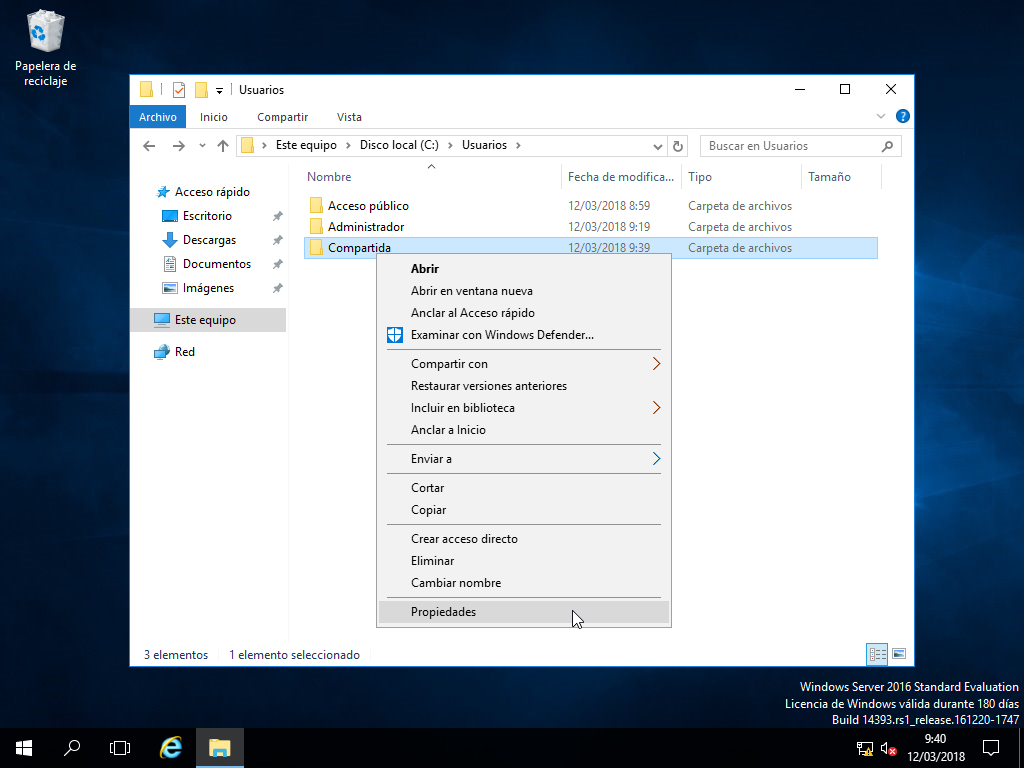 Papelera de
reciclaje
Usuarios
Archivo Inicio Compartir Vista
Este equipo Disco local (C:) Usuarios
Buscar en Usuarios
Nombre Fecha de modifica... Tipo Tamaño
Acceso rápido
Escritorio
Descargas
Documentos
Imágenes
Este equipo
Red
Acceso público 12/03/2018 8:59 Carpeta de archivos
Administrador 12/03/2018 9:19 Carpeta de archivos
Compartida 12/03/2018 9:39 Carpeta de archivos
Abrir
Abrir en ventana nueva
Anclar al Acceso rápido
Examinar con Windows Defender...
Compartir con
Restaurar versiones anteriores
Incluir en biblioteca
Anclar a Inicio
Enviar a
Cortar
Copiar
Crear acceso directo
Eliminar
Cambiar nombre
Propiedades
3 elementos 1 elemento seleccionado
Windows Server 2016 Standard Evaluation
Licencia de Windows válida durante 180 días
Build 14393.rs1_release.161220-1747
9:40
12/03/2018